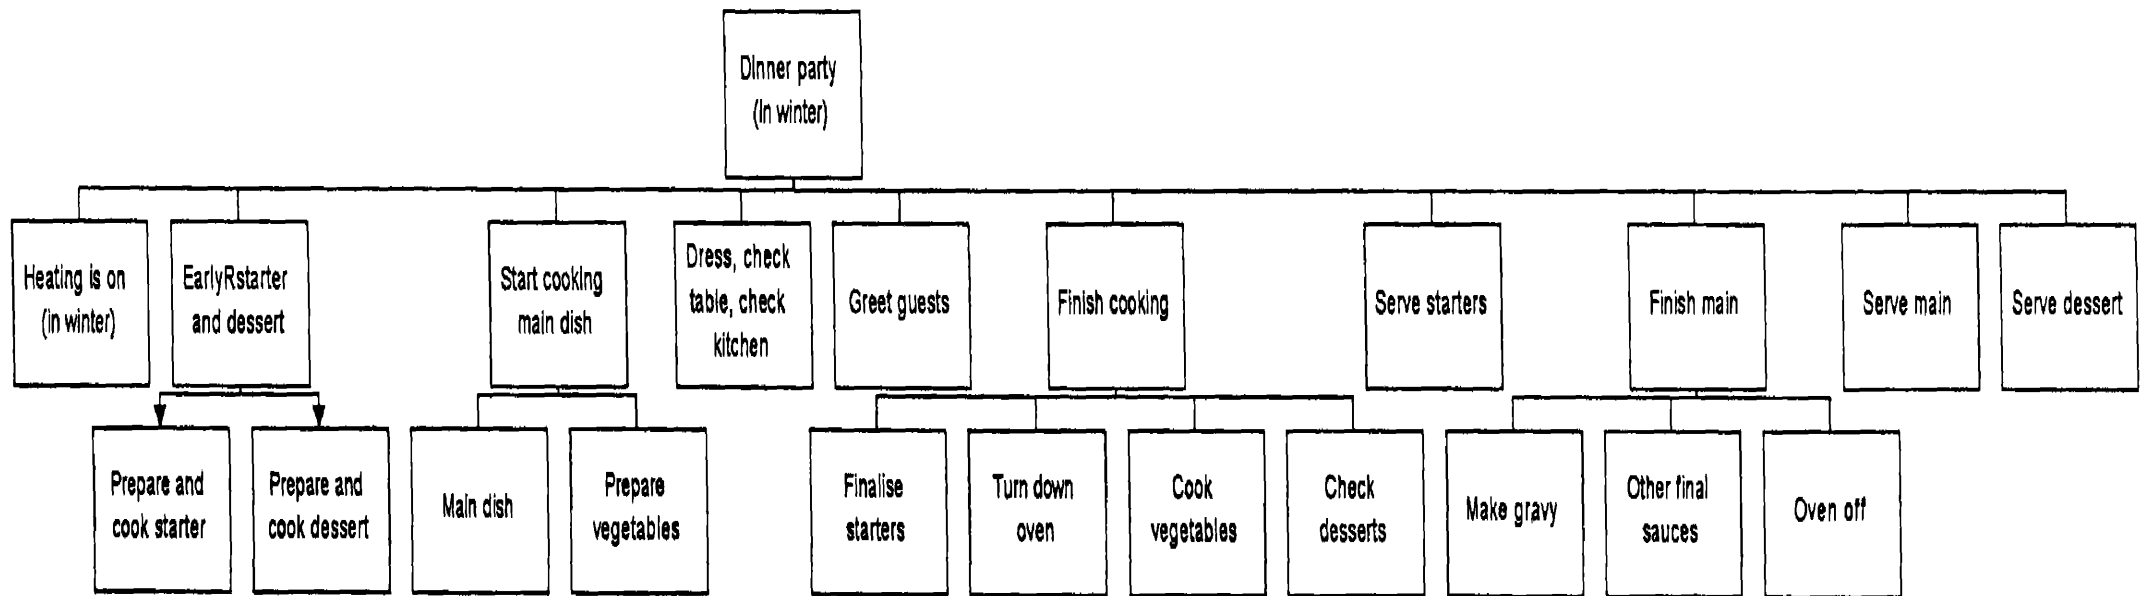 Dinner party
(in winter)
Heating is on
(in winter)
EarlyRstarter
and dessert
Start cooking
main dish
Dress, check
table, check
kitchen
Greet guests
Finish cooking
Serve starters
Finish main
Serve main
Serve dessert
Prepare and
cook starter
Prepare and
cook dessert
Main dish
Prepare
vegetables
Finalise
starters
Turn down
oven
Cook
vegetables
Check
desserts
Make gravy
Other final
sauces
Oven off